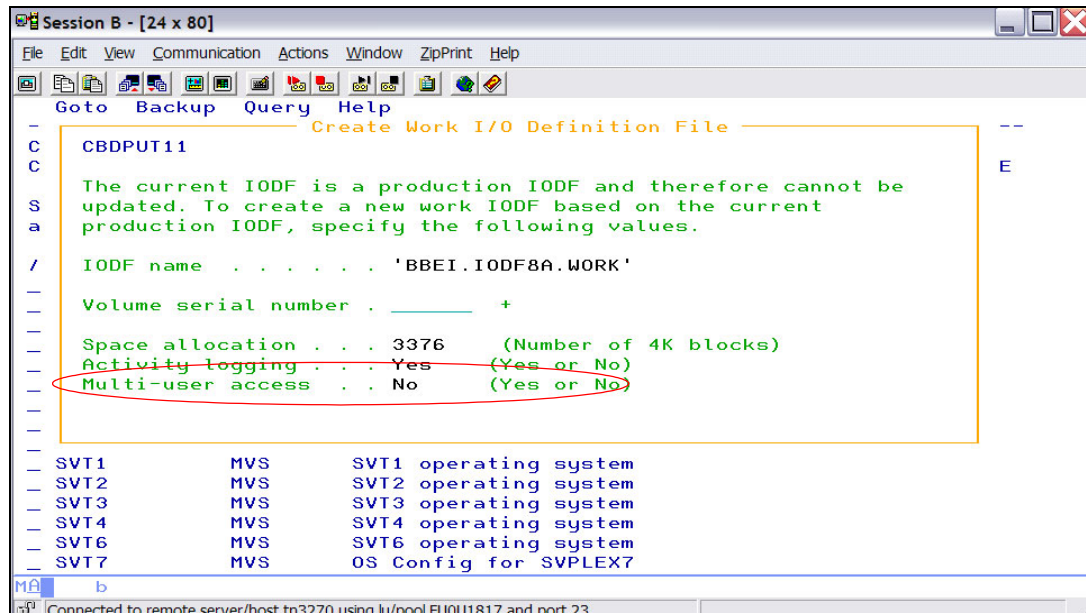 Session B - [24 x 80]
File Edit View Communication Actions Window ZipPrint Help
Goto Backup Query Help
- Create Work I/O Definition File --
C CBDPUT11
C E
The current IODF is a production IODF and therefore cannot be
S updated. To create a new work IODF based on the current
a production IODF, specify the following values.
/ IODF name . . . . . . 'BBEI.IODF8A.WORK'
_
_ Volume serial number . _______ +
_
_ Space allocation . . . 3376 (Number of 4K blocks)
_ Activity logging . . . Yes (Yes or No)
_ Multi-user access . . No (Yes or No)
_
_
_
_ SVT1 MVS SVT1 operating system
_ SVT2 MVS SVT2 operating system
_ SVT3 MVS SVT3 operating system
_ SVT4 MVS SVT4 operating system
_ SVT6 MVS SVT6 operating system
_ SVT7 MVS OS Config for SVPLEX7
MA b
Connected to remote server/host tn3270 using lu/pool EU0U1817 and port 23